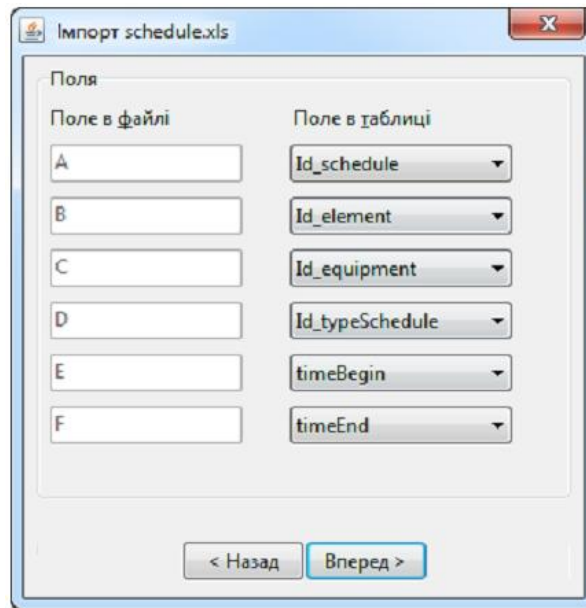 Імпорт schedule.xls
Поля
Поле в файлі Поле в таблиці
A Id_schedule
B Id_element
C Id_equipment
D Id_typeSchedule
E timeBegin
F timeEnd
< Назад Вперед >